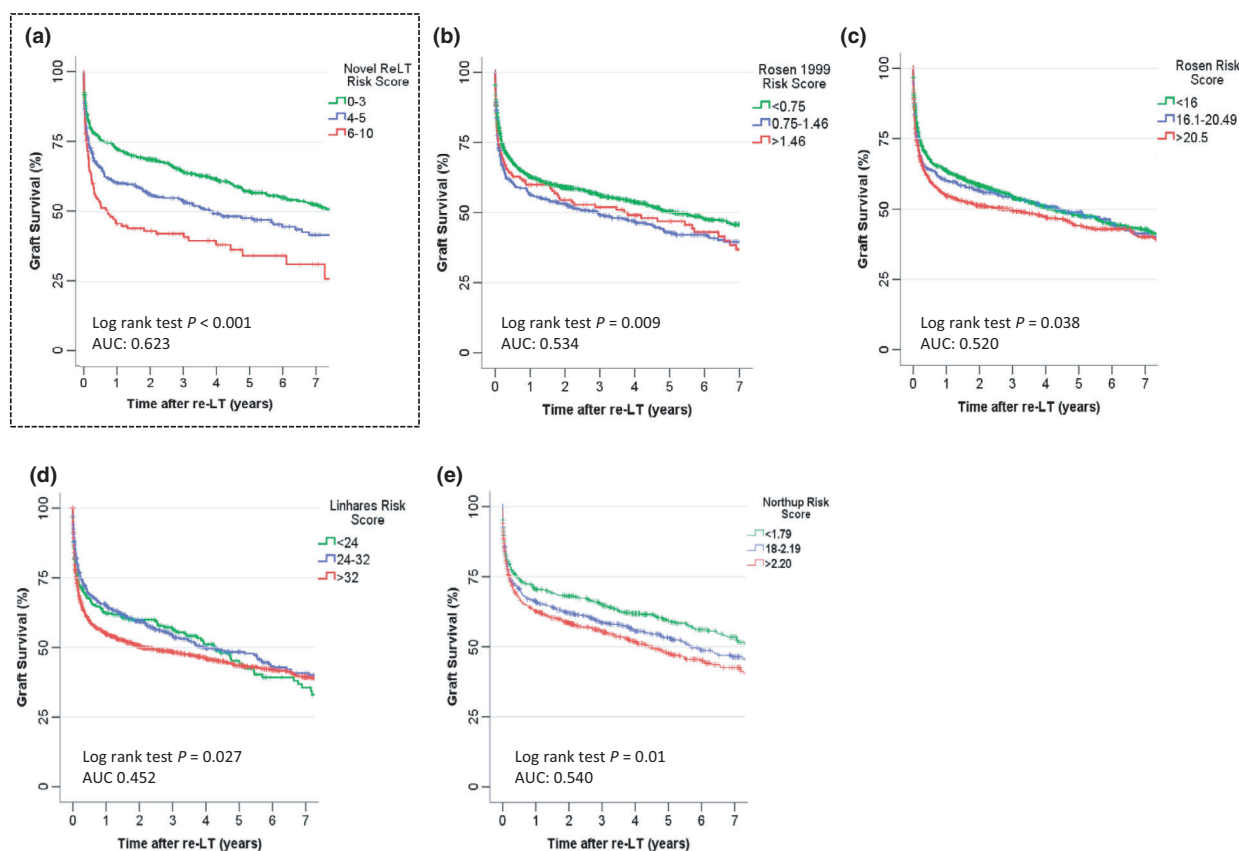 (a)
Novel ReLT
Risk Score
0-3
4-5
6-10
100
75
50
25
0
Graft Survival (%)
Log rank test P < 0.001
AUC: 0.623
0 1 2 3 4 5 6 7
Time after re-LT (years)
(b)
Rosen 1999
Risk Score
<0.75
0.75-1.46
>1.46
100
75
50
25
0
Graft Survival (%)
Log rank test P = 0.009
AUC: 0.534
0 1 2 3 4 5 6 7
Time after re-LT (years)
(c)
Rosen Risk
Score
<16
16.1-20.49
>20.5
100
75
50
25
0
Graft Survival (%)
Log rank test P = 0.038
AUC: 0.520
0 1 2 3 4 5 6 7
Time after re-LT (years)
(d)
Linhares Risk
Score
<24
24-32
>32
100
75
50
25
0
Graft Survival (%)
Log rank test P = 0.027
AUC 0.452
0 1 2 3 4 5 6 7
Time after re-LT (years)
(e)
Northup Risk
Score
<1.79
18-2.19
>2.20
100
75
50
25
0
Graft Survival (%)
Log rank test P = 0.01
AUC: 0.540
0 1 2 3 4 5 6 7
Time after re-LT (years)